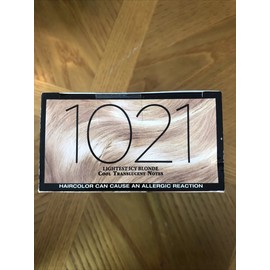 1021
LIGHTEST ICY BLONDE
COOL TRANSLUCENT NOTES
HAIRCOLOR CAN CAUSE AN ALLERGIC REACTION